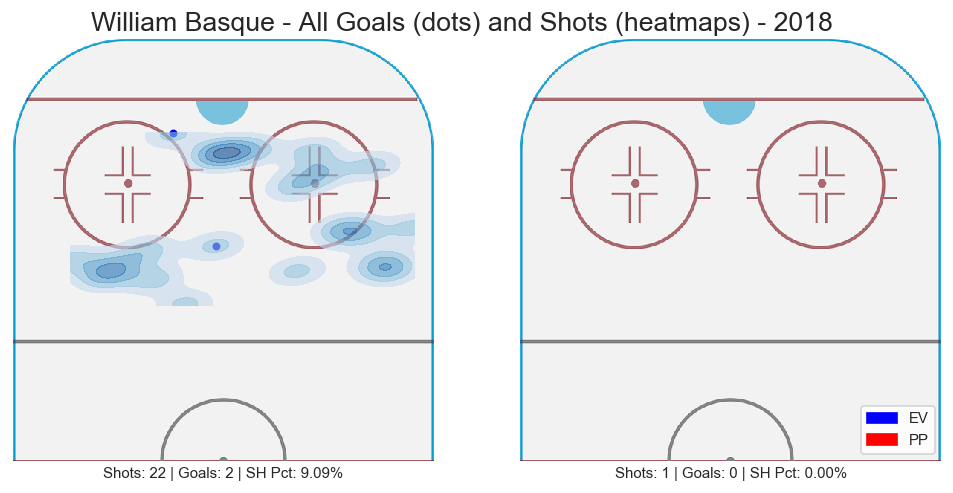 William Basque - All Goals (dots) and Shots (heatmaps) - 2018
EV
PP
Shots: 22 | Goals: 2 | SH Pct: 9.09%
Shots: 1 | Goals: 0 | SH Pct: 0.00%